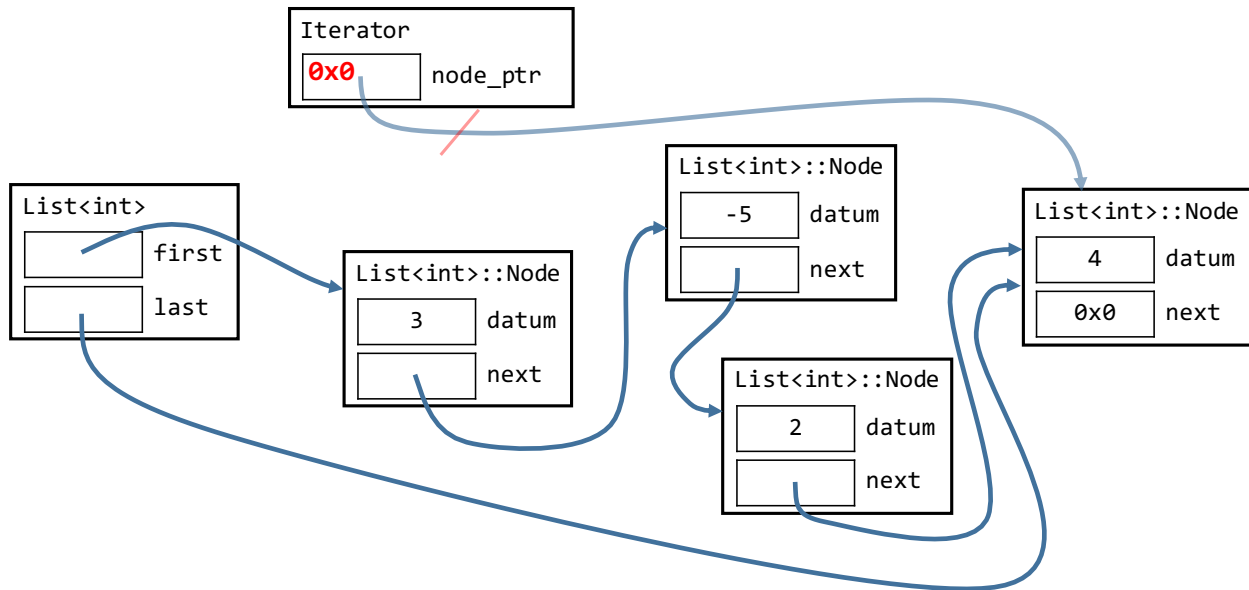 Iterator
0x0 node_ptr
List<int>
first
last
List<int>::Node
3 datum
next
List<int>::Node
-5 datum
next
List<int>::Node
2 datum
next
List<int>::Node
4 datum
0x0 next